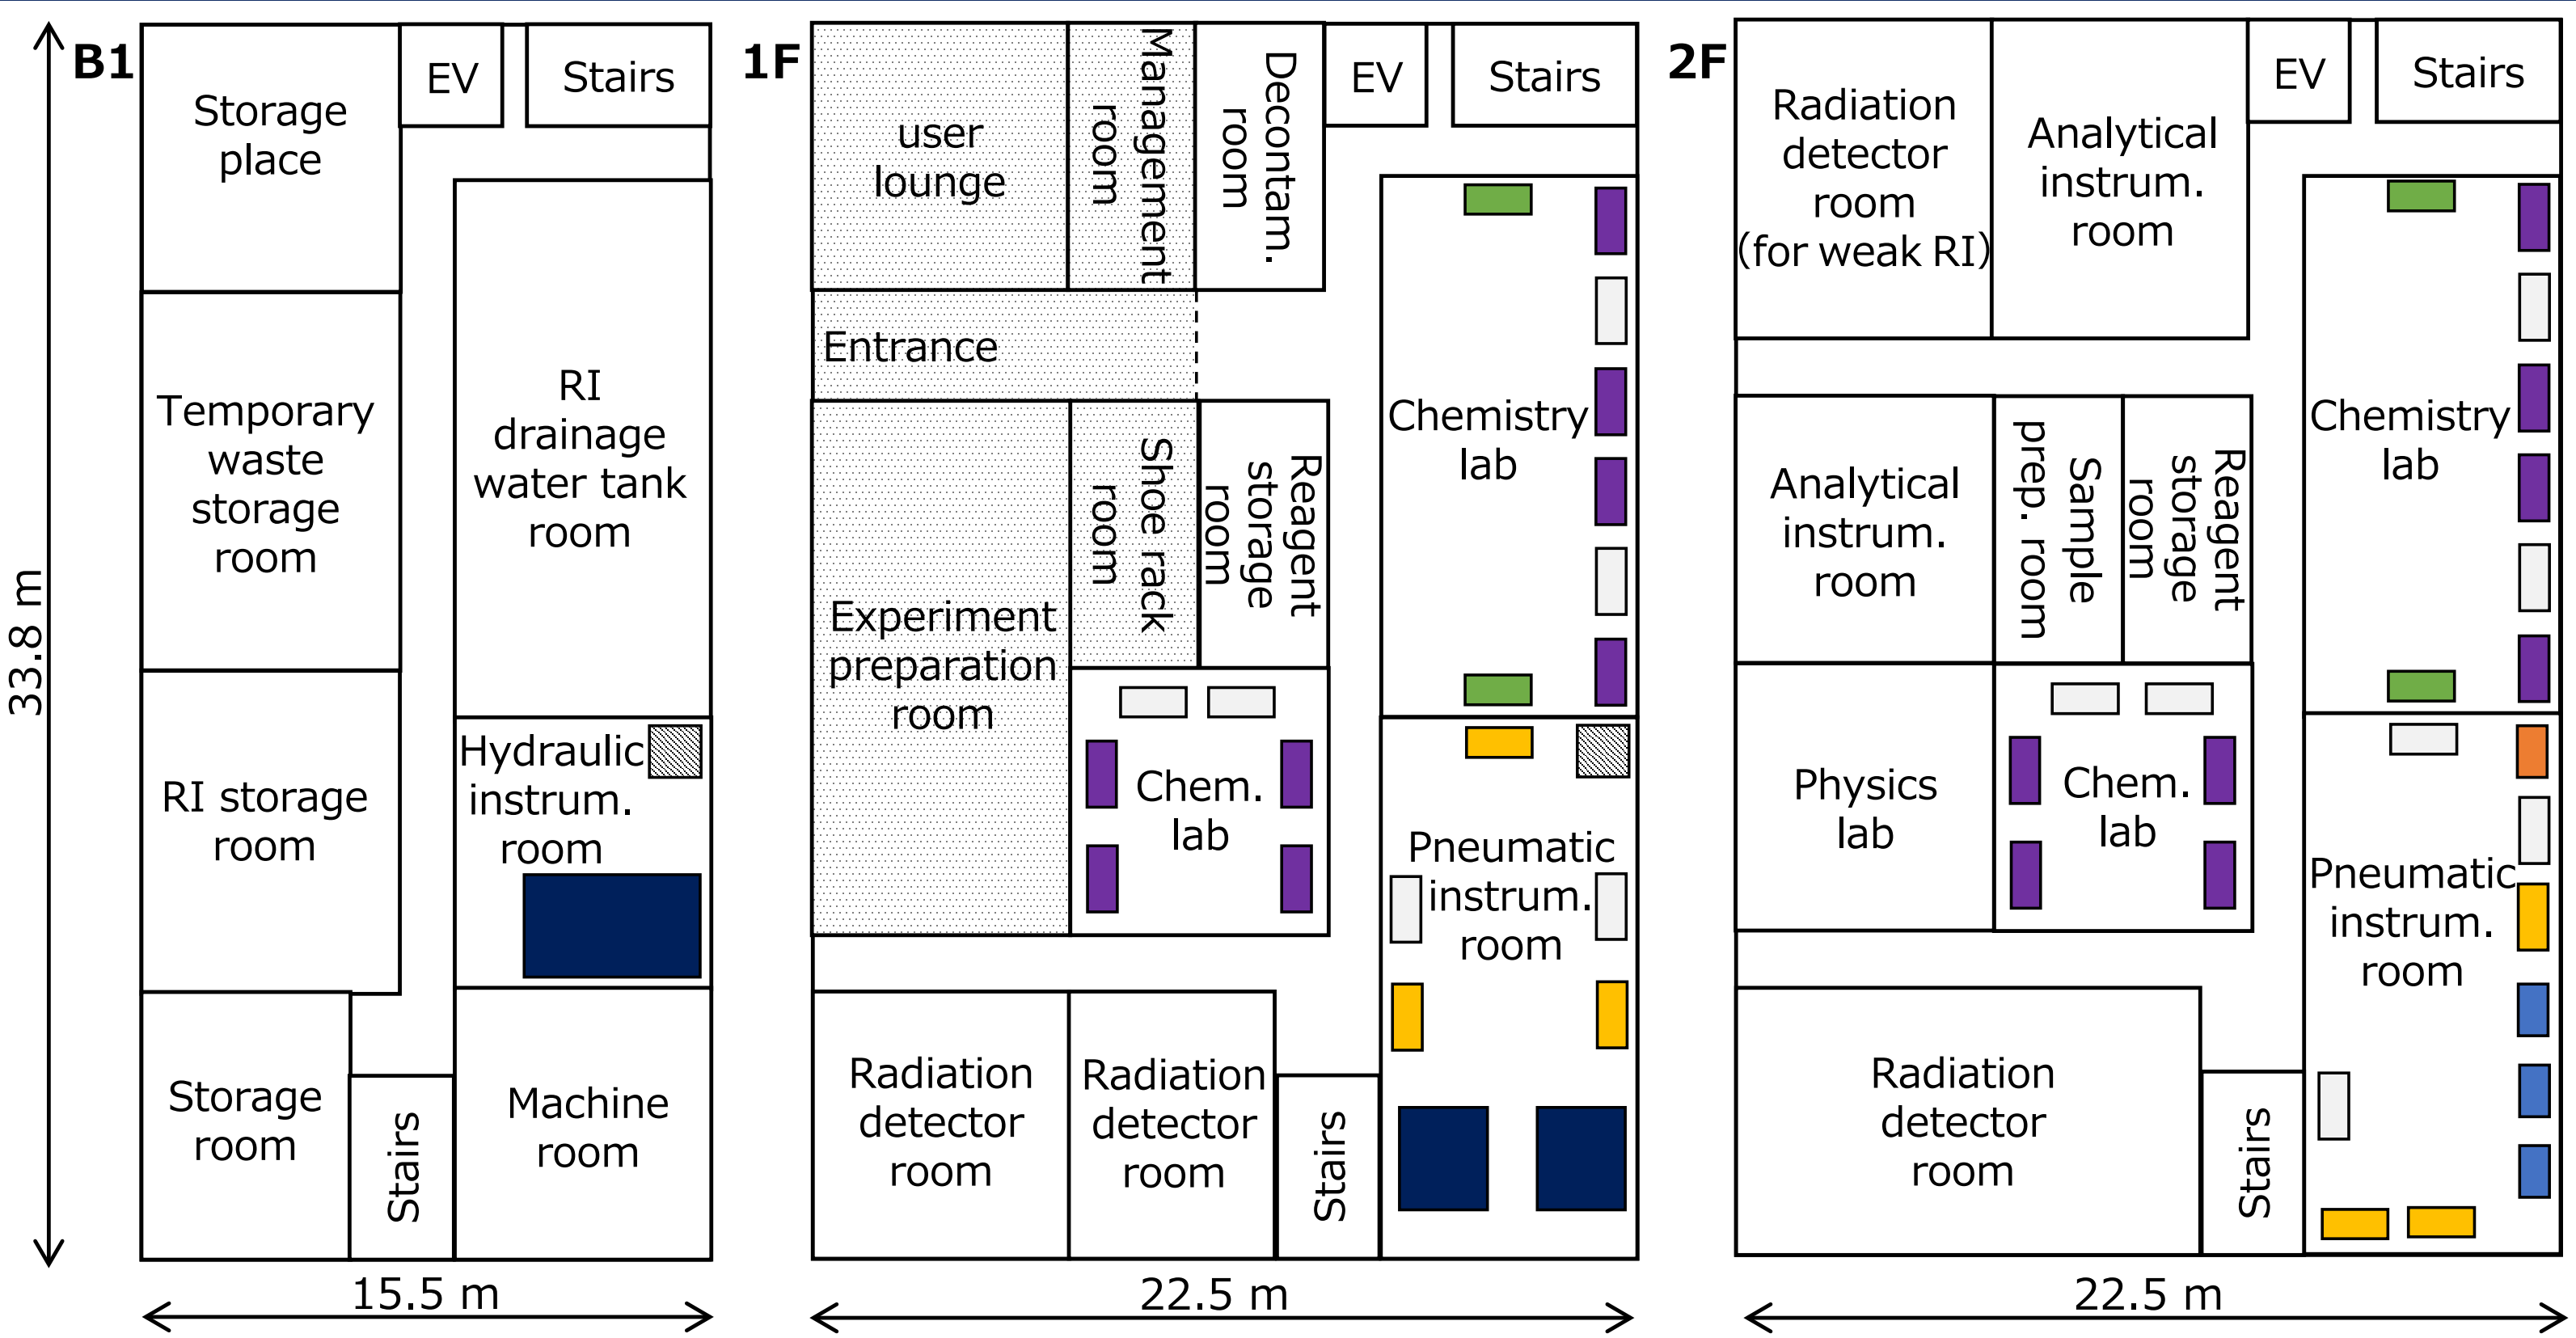 B1
EV
Stairs
Storage
place
Temporary
waste
storage
room
RI
drainage
water tank
room
RI storage
room
Hydraulic
instrum.
room
Storage
room
Stairs
Machine
room
33.8 m
15.5 m
1F
user
lounge
Management
room
Decontam.
room
EV
Stairs
Entrance
Experiment
preparation
room
Shoe rack
room
Reagent
storage
room
Chemistry
lab
Chem.
lab
Pneumatic
instrum.
room
Radiation
detector
room
Radiation
detector
room
Stairs
22.5 m
2F
Radiation
detector
room
(for weak RI)
Analytical
instrum.
room
EV
Stairs
Analytical
instrum.
room
Sample
prep. room
Reagent
storage
room
Chemistry
lab
Physics
lab
Chem.
lab
Pneumatic
instrum.
room
Radiation
detector
room
Stairs
22.5 m